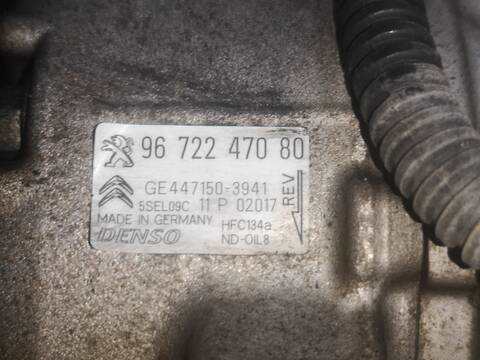 96 722 470 80
GE447150-3941
5SEL09C 11 P 02017
MADE IN GERMANY HFC134a
DENSO ND-OIL8
REV